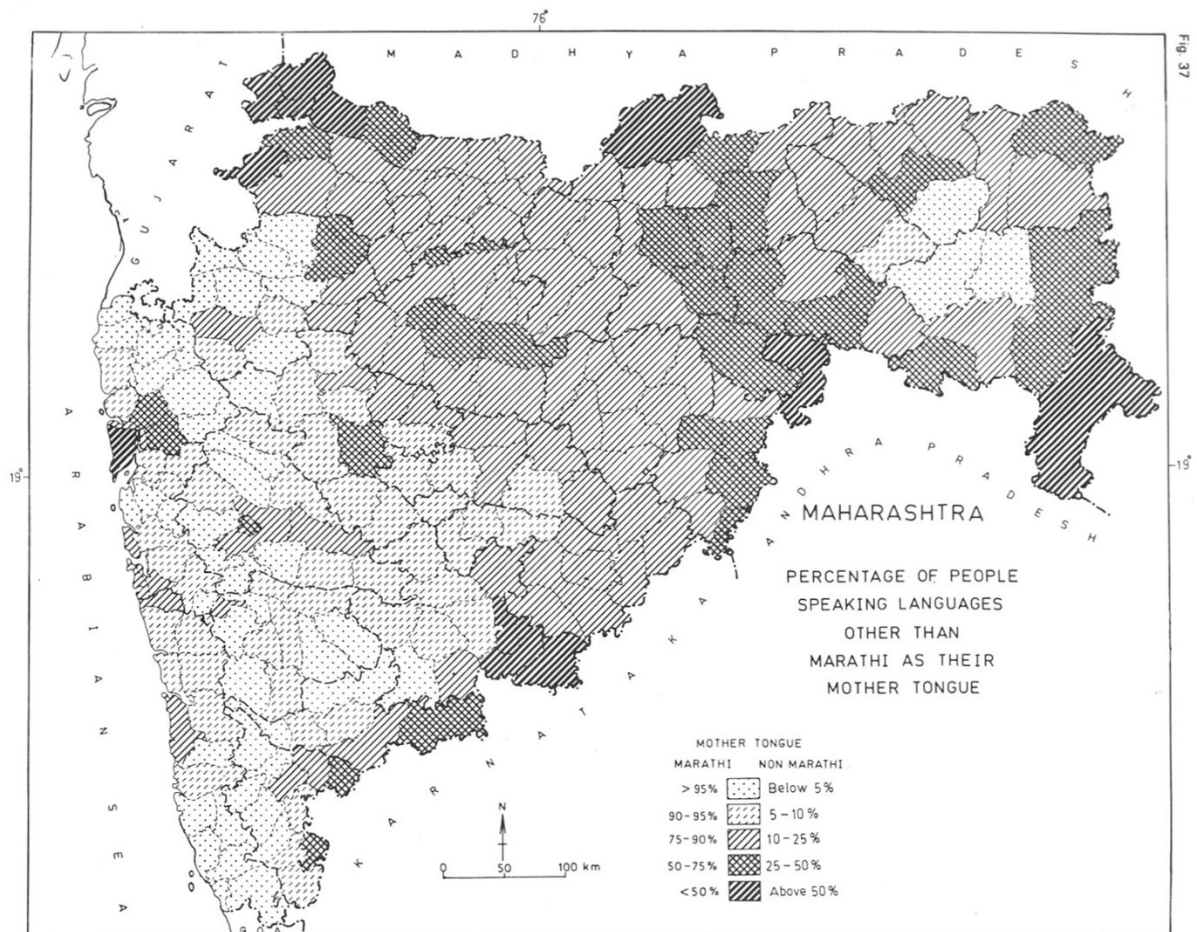 76°
Fig. 37
MADHYA PRADESH
GUJARAT
19°
19°
ARABIAN SEA
ANDHRA PRADESH
KARNATAKA
MAHARASHTRA
PERCENTAGE OF PEOPLE
SPEAKING LANGUAGES
OTHER THAN
MARATHI AS THEIR
MOTHER TONGUE
MOTHER TONGUE
MARATHI NON MARATHI
>95% Below 5%
90-95% 5-10%
75-90% 10-25%
50-75% 25-50%
<50% Above 50%
N
0 50 100 km
GOA